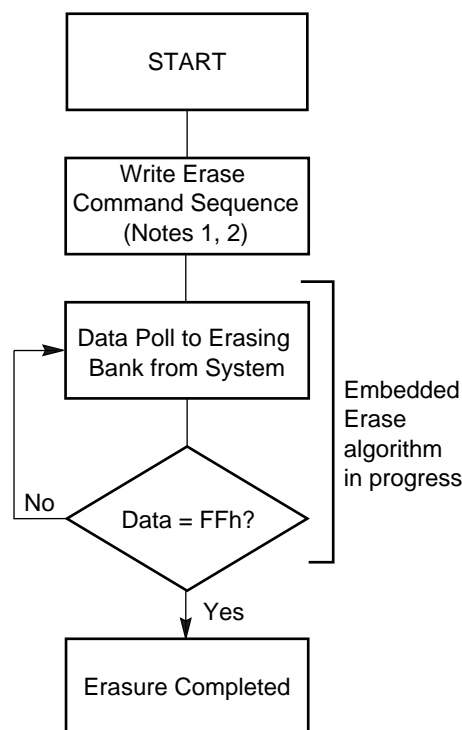 START
Write Erase
Command Sequence
(Notes 1, 2)
Data Poll to Erasing
Bank from System
Embedded
Erase
algorithm
in progress
No
Data = FFh?
Yes
Erasure Completed